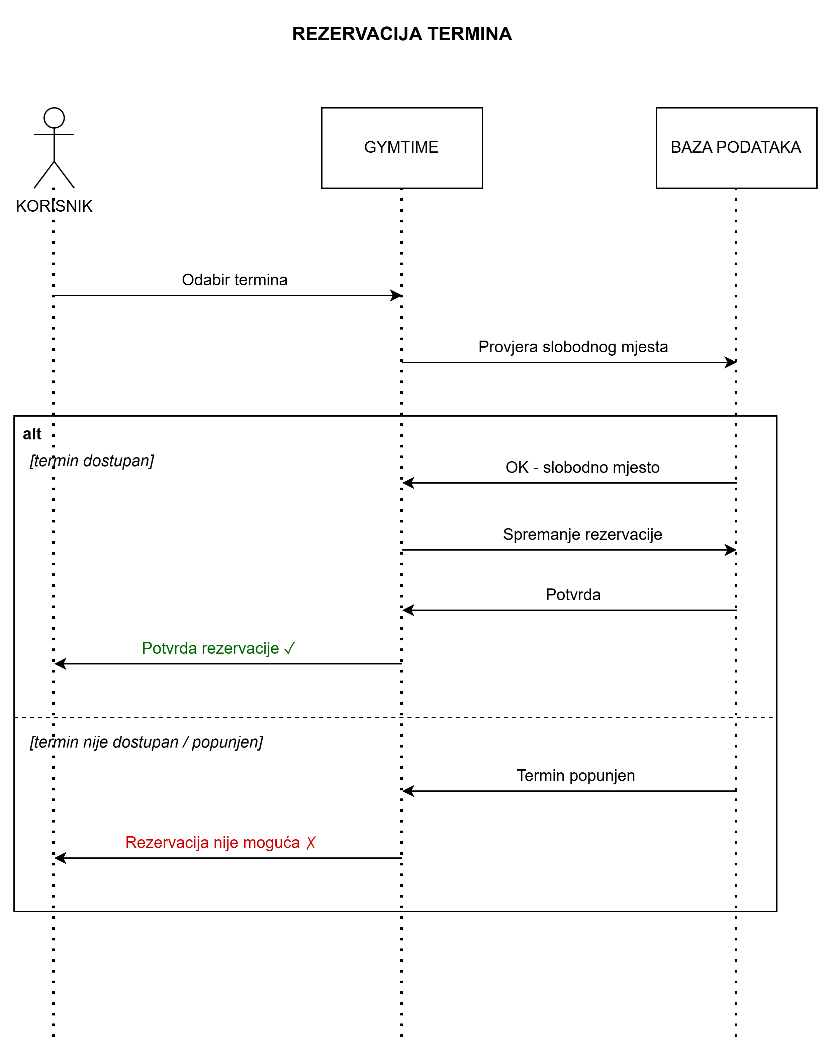 REZERVACIJA TERMINA
KORISNIK
GYMTIME
BAZA PODATAKA
Odabir termina
Provjera slobodnog mjesta
alt
[termin dostupan]
OK - slobodno mjesto
Spremanje rezervacije
Potvrda
Potvrda rezervacije ✓
[termin nije dostupan / popunjen]
Termin popunjen
Rezervacija nije moguća ✗